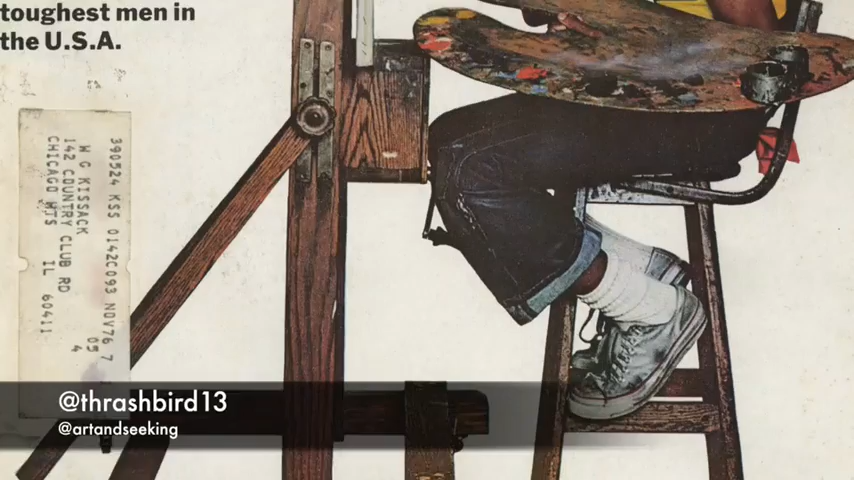 toughest men in
the U.S.A.
390524 KSS 0142C093 NOV76 7
05
4
W G KISSACK
142 COUNTRY CLUB RD
CHICAGO HTS IL 60411
@thrashbird13
@artandseeking